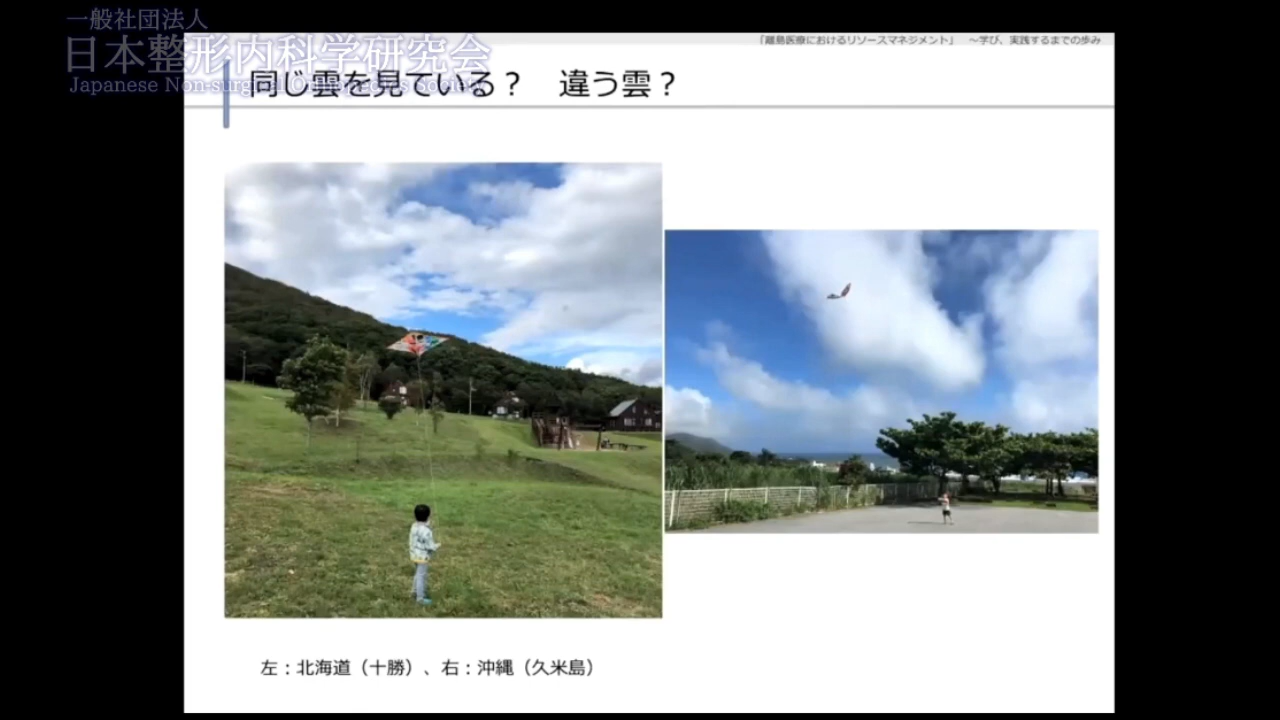 一般社団法人
日本整形内科学研究会
Japanese Non-surgical Orthopedics Society
「離島医療におけるリソースマネジメント」　～学び、実践するまでの歩み
同じ雲を見ている？　違う雲？
左：北海道（十勝）、右：沖縄（久米島）